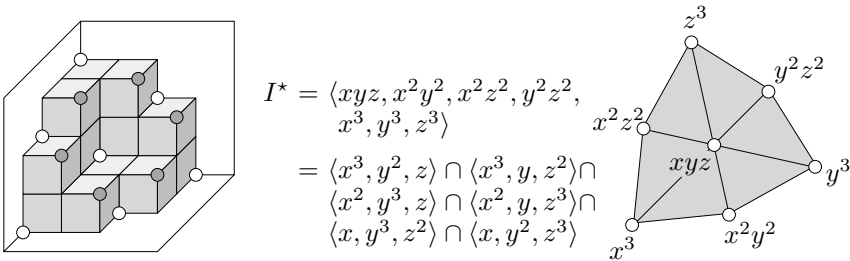 I⋆ = ⟨xyz, x²y², x²z², y²z²,
x³, y³, z³⟩
= ⟨x³, y², z⟩ ∩ ⟨x³, y, z²⟩∩
⟨x², y³, z⟩ ∩ ⟨x², y, z³⟩∩
⟨x, y³, z²⟩ ∩ ⟨x, y², z³⟩
z³
y²z²
x²z²
xyz
y³
x²y²
x³